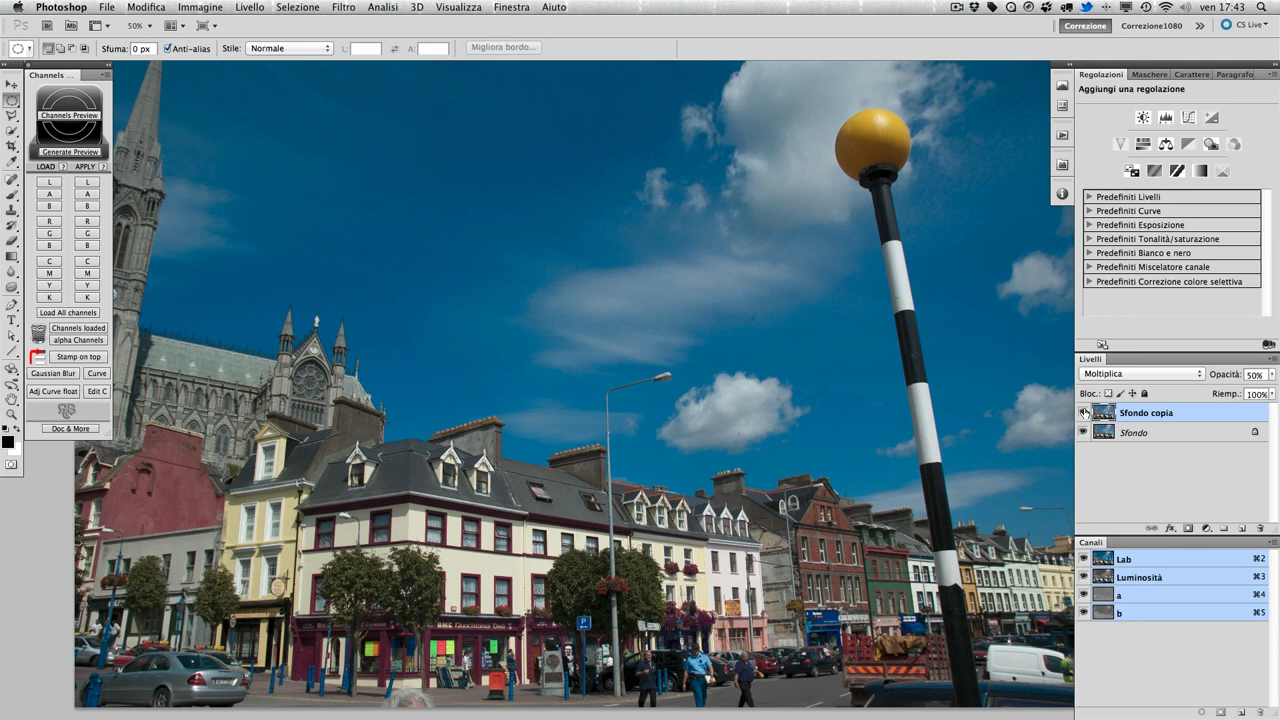 Photoshop File Modifica Immagine Livello Selezione Filtro Analisi 3D Visualizza Finestra Aiuto ven 17:43
Ps Br Mb 50% Correzione Correzione1080 CS Live
Sfuma: 0 px Anti-alias Stile: Normale L: A: Migliora bordo...
Channels ...
Channels Preview
Generate Preview
LOAD ? APPLY ?
L L
A A
B B
R R
G G
B B
C C
M M
Y Y
K K
Load All channels
Channels loaded
alpha Channels
Stamp on top
Gaussian Blur Curve
Adj Curve float Edit C
Doc & More
P
Regolazioni Maschere Carattere Paragrafo
Aggiungi una regolazione
Predefiniti Livelli
Predefiniti Curve
Predefiniti Esposizione
Predefiniti Tonalità/saturazione
Predefiniti Bianco e nero
Predefiniti Miscelatore canale
Predefiniti Correzione colore selettiva
Livelli
Moltiplica Opacità: 50%
Bloc.: Riemp.: 100%
Sfondo copia
Sfondo
Canali
Lab ⌘2
Luminosità ⌘3
a ⌘4
b ⌘5